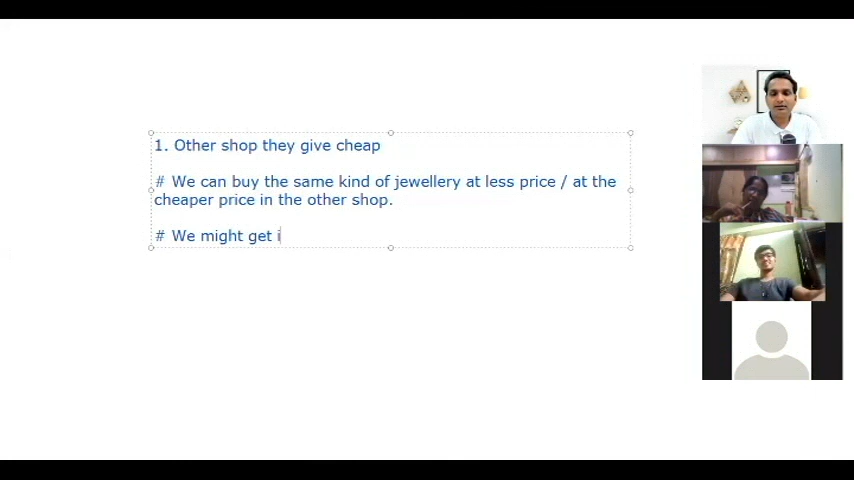 1. Other shop they give cheap
# We can buy the same kind of jewellery at less price / at the
cheaper price in the other shop.
# We might get i